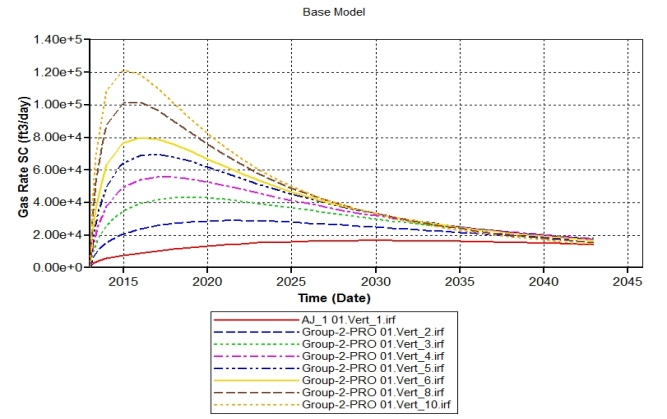 Base Model
1.40e+5
1.20e+5
1.00e+5
8.00e+4
6.00e+4
4.00e+4
2.00e+4
0.00e+0
Gas Rate SC (ft3/day)
2015 2020 2025 2030 2035 2040 2045
Time (Date)
AJ_1 01.Vert_1.irf
Group-2-PRO 01.Vert_2.irf
Group-2-PRO 01.Vert_3.irf
Group-2-PRO 01.Vert_4.irf
Group-2-PRO 01.Vert_5.irf
Group-2-PRO 01.Vert_6.irf
Group-2-PRO 01.Vert_8.irf
Group-2-PRO 01.Vert_10.irf